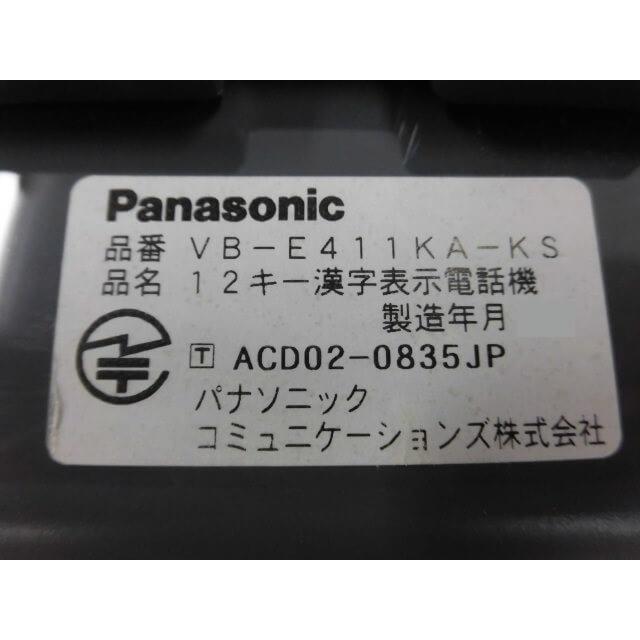 Panasonic
品番 VB-E411KA-KS
品名 12キー漢字表示電話機
製造年月
T ACD02-0835JP
パナソニック
コミュニケーションズ株式会社